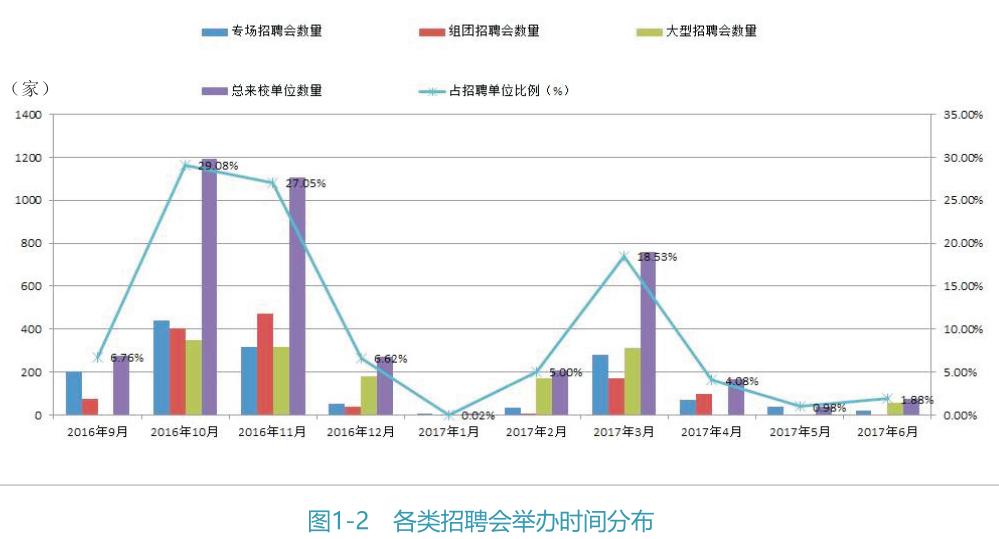 专场招聘会数量 组团招聘会数量 大型招聘会数量
（家）
总来校单位数量 占招聘单位比例（%）
1400 35.00%
1200 29.08% 30.00%
27.05%
1000 25.00%
800 20.00%
18.53%
600 15.00%
400 10.00%
6.76% 6.62%
200 5.00% 5.00%
4.08%
1.88%
0.98%
0 0.02% 0.00%
2016年9月 2016年10月 2016年11月 2016年12月 2017年1月 2017年2月 2017年3月 2017年4月 2017年5月 2017年6月
图1-2 各类招聘会举办时间分布